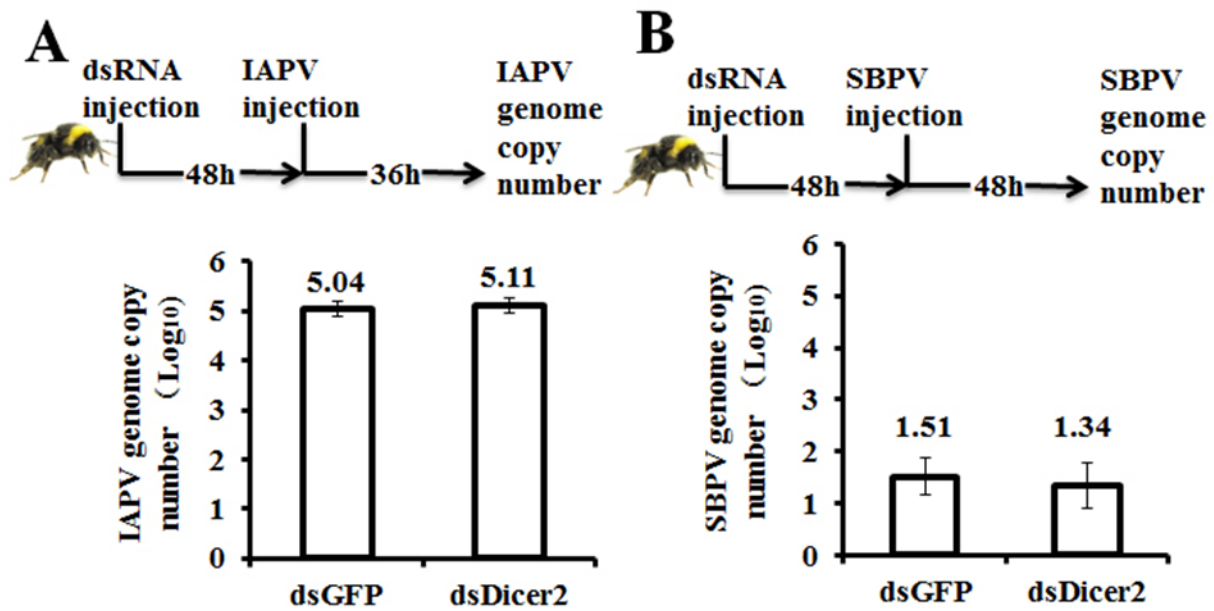 A
dsRNA
injection
IAPV
injection
IAPV
genome
copy
number
48h
36h
IAPV genome copy
number （Log10)
6
5
4
3
2
1
0
5.04
5.11
dsGFP
dsDicer2
B
dsRNA
injection
SBPV
injection
SBPV
genome
copy
number
48h
48h
SBPV genome copy
number （Log10)
6
5
4
3
2
1
0
1.51
1.34
dsGFP
dsDicer2